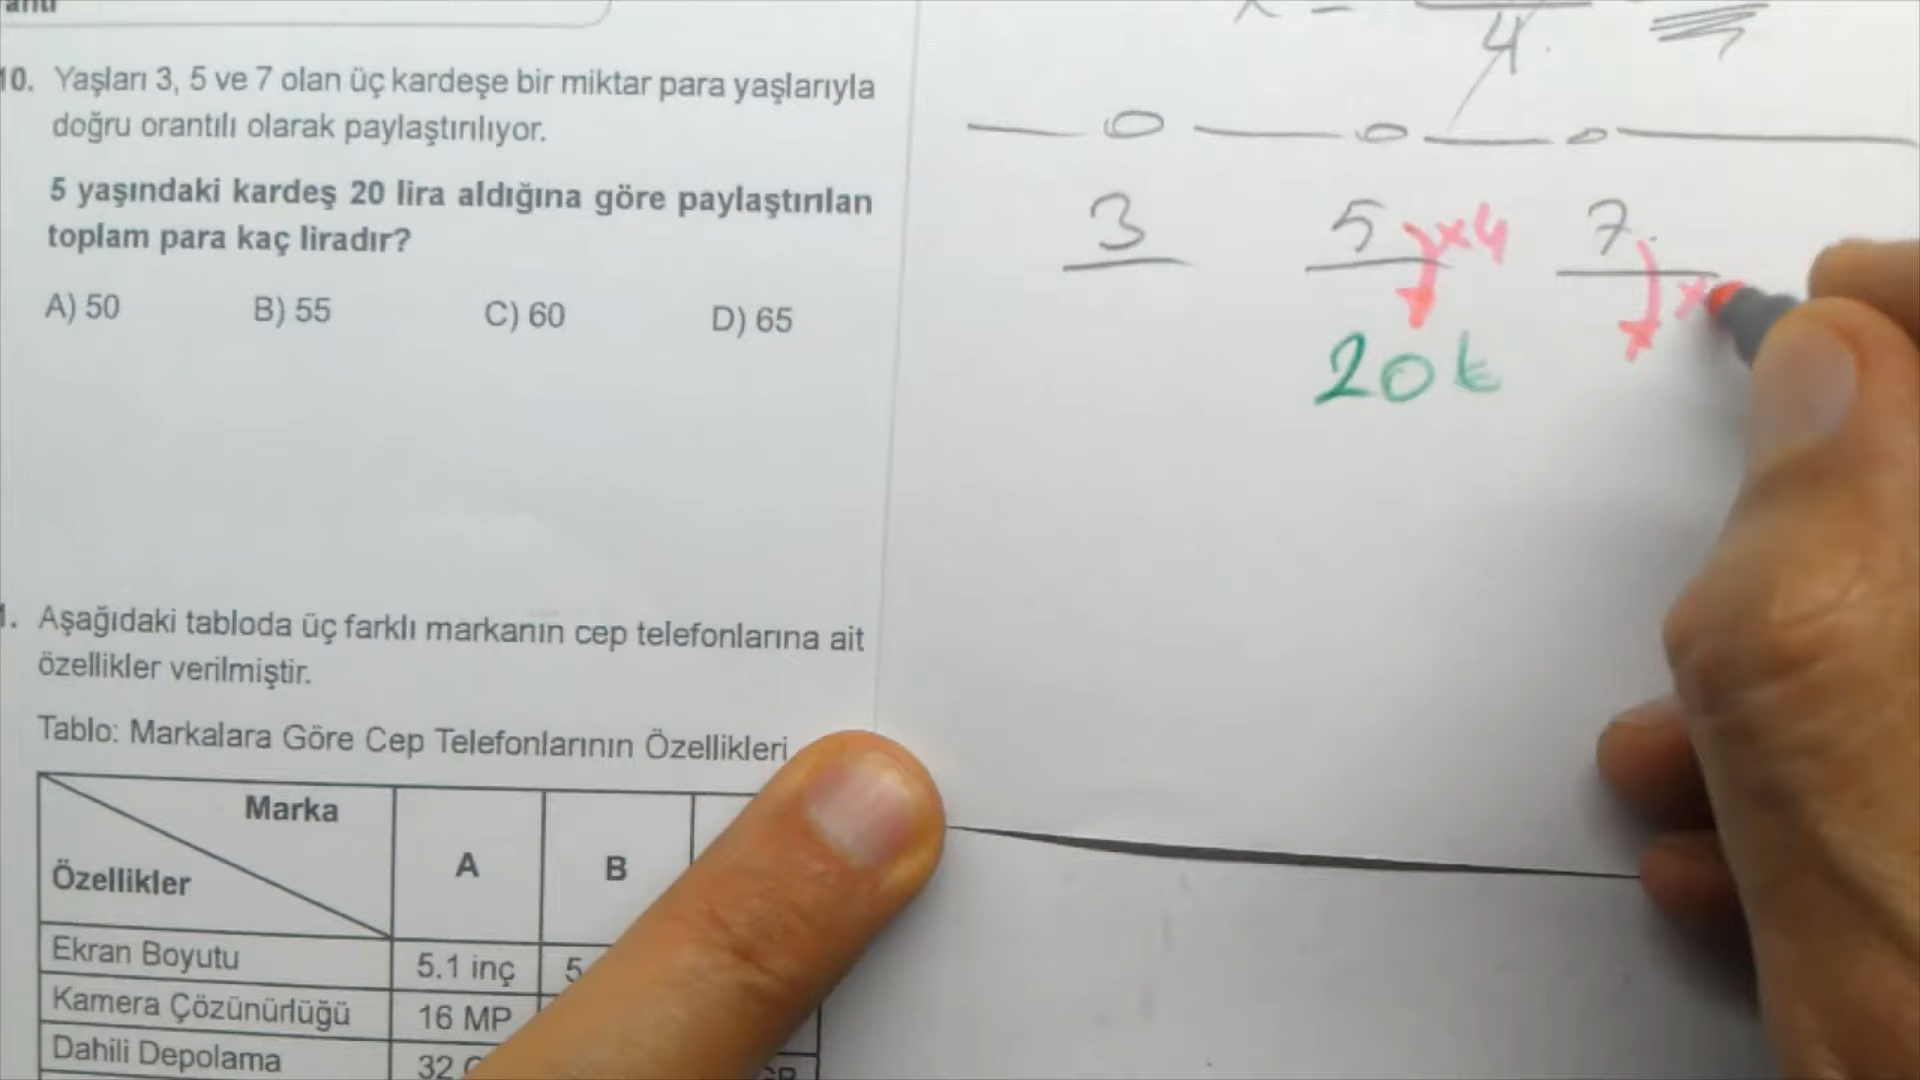 10. Yaşları 3, 5 ve 7 olan üç kardeşe bir miktar para yaşlarıyla
doğru orantılı olarak paylaştırılıyor.
5 yaşındaki kardeş 20 lira aldığına göre paylaştırılan
toplam para kaç liradır?
A) 50 B) 55 C) 60 D) 65
1. Aşağıdaki tabloda üç farklı markanın cep telefonlarına ait
özellikler verilmiştir.
Tablo: Markalara Göre Cep Telefonlarının Özellikleri
Marka
Özellikler
A B
Ekran Boyutu 5.1 inç 5
Kamera Çözünürlüğü 16 MP
Dahili Depolama 32
4
3 5 x4 7
x
20 ₺